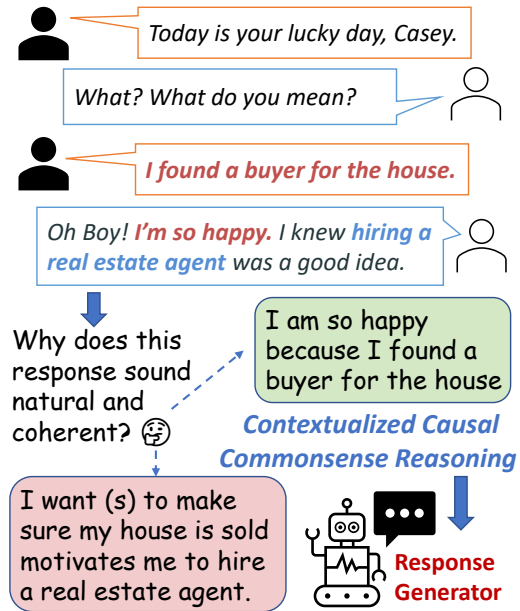 Today is your lucky day, Casey.
What? What do you mean?
I found a buyer for the house.
Oh Boy! I'm so happy. I knew hiring a
real estate agent was a good idea.
Why does this
response sound
natural and
coherent?
I am so happy
because I found a
buyer for the house
Contextualized Causal
Commonsense Reasoning
I want (s) to make
sure my house is sold
motivates me to hire
a real estate agent.
Response
Generator